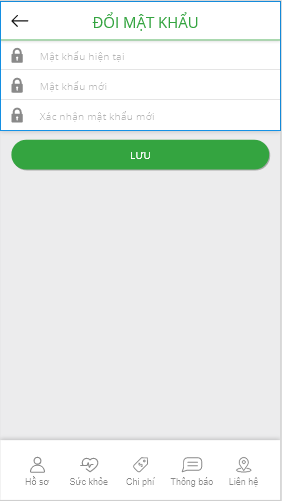 ĐỔI MẬT KHẨU
Mật khẩu hiện tại
Mật khẩu mới
Xác nhận mật khẩu mới
LƯU
Hồ sơ Sức khỏe Chi phí Thông báo Liên hệ